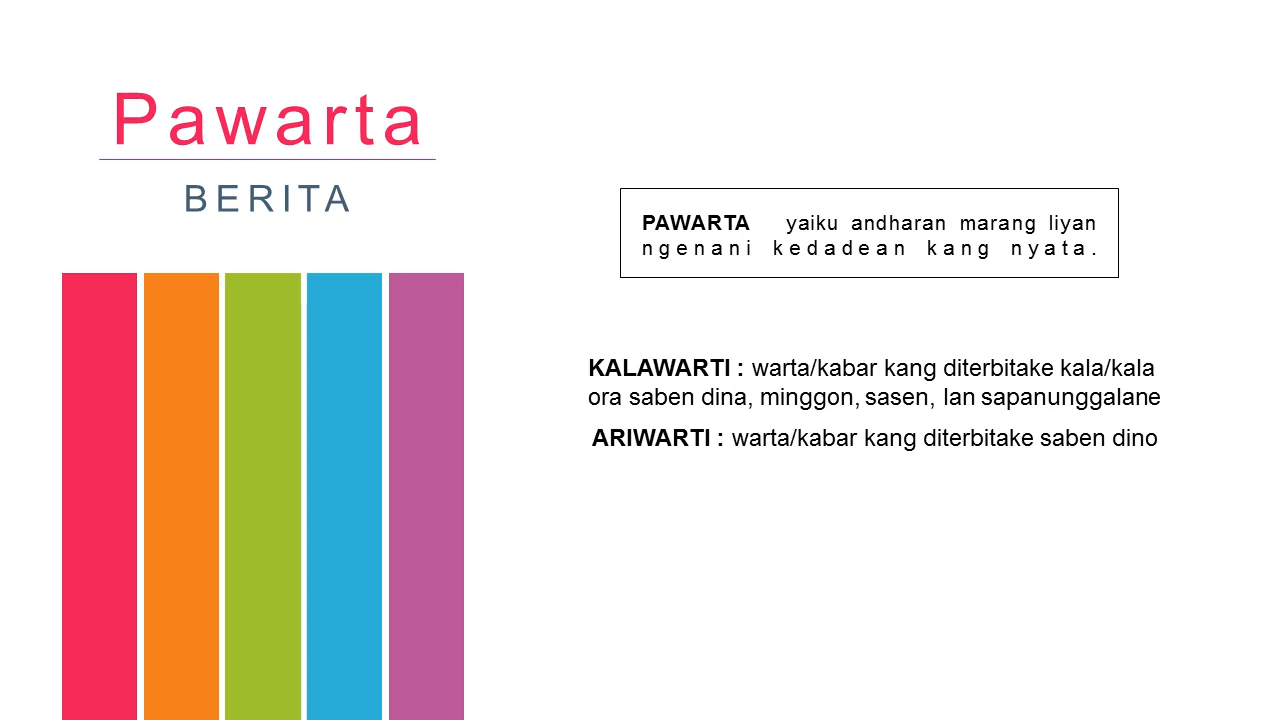 Pawarta
BERITA
PAWARTA yaiku andharan marang liyan
ngenani kedadean kang nyata.
KALAWARTI : warta/kabar kang diterbitake kala/kala
ora saben dina, minggon, sasen, lan sapanunggalane
ARIWARTI : warta/kabar kang diterbitake saben dino